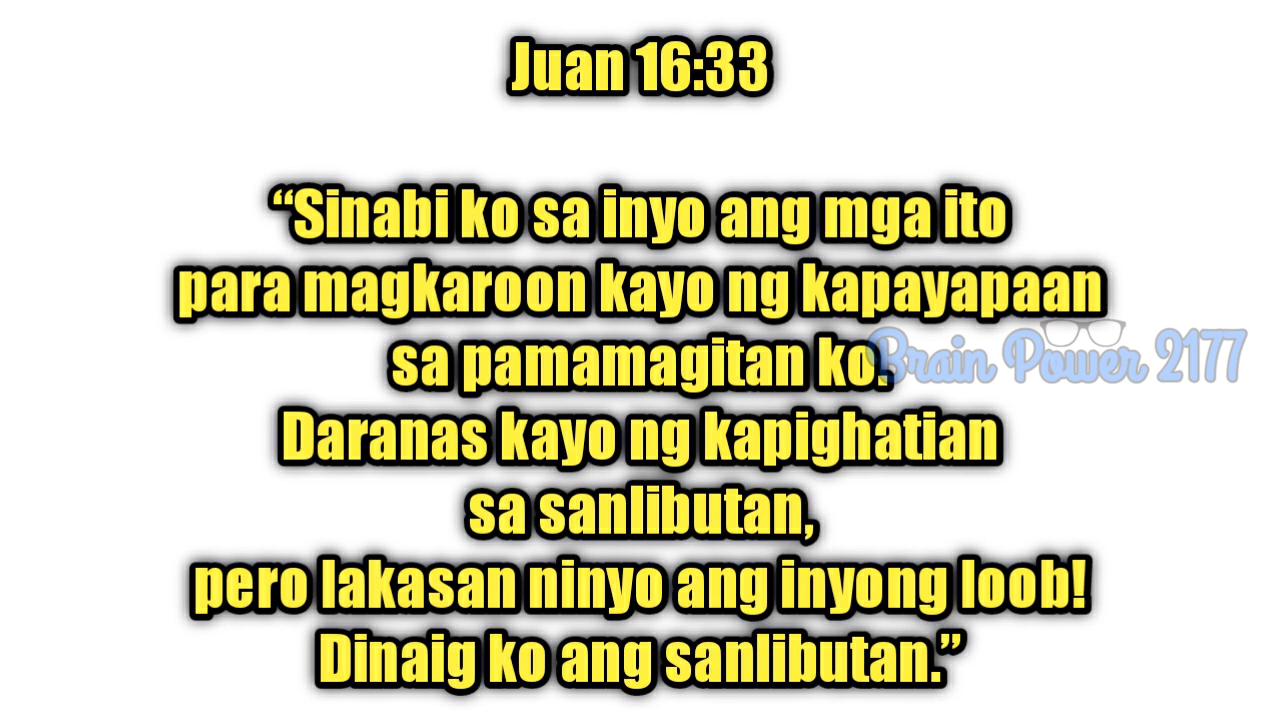 Juan 16:33
“Sinabi ko sa inyo ang mga ito
para magkaroon kayo ng kapayapaan
sa pamamagitan ko.
Brain Power 2177
Daranas kayo ng kapighatian
sa sanlibutan,
pero lakasan ninyo ang inyong loob!
Dinaig ko ang sanlibutan.”